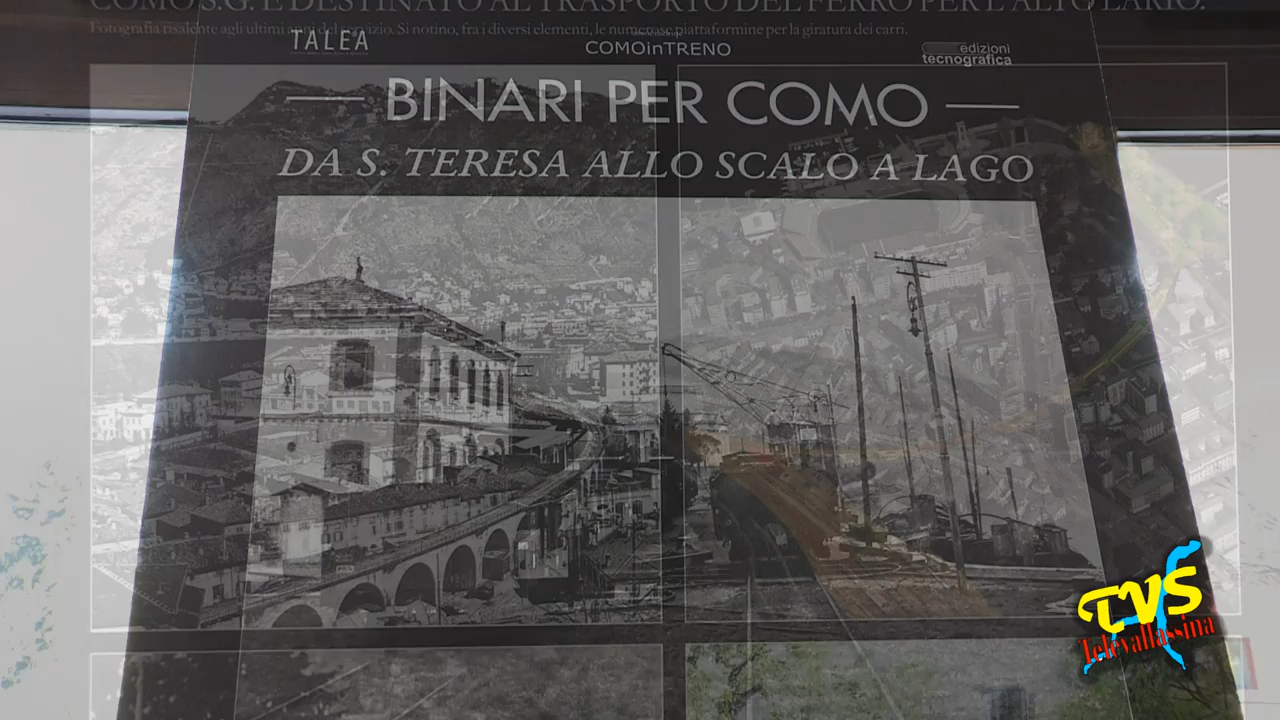 COMO S.G. E DESTINATO AL TRASPORTO DEL FERRO PER L'ALTO LARIO.
Fotografia risalente agli ultimi anni del servizio. Si notino, fra i diversi elementi, le numerose piattaformine per la giratura dei carri.
TALEA
COMOinTRENO
edizioni
tecnografica
BINARI PER COMO
DA S. TERESA ALLO SCALO A LAGO
TVS
Televallassina